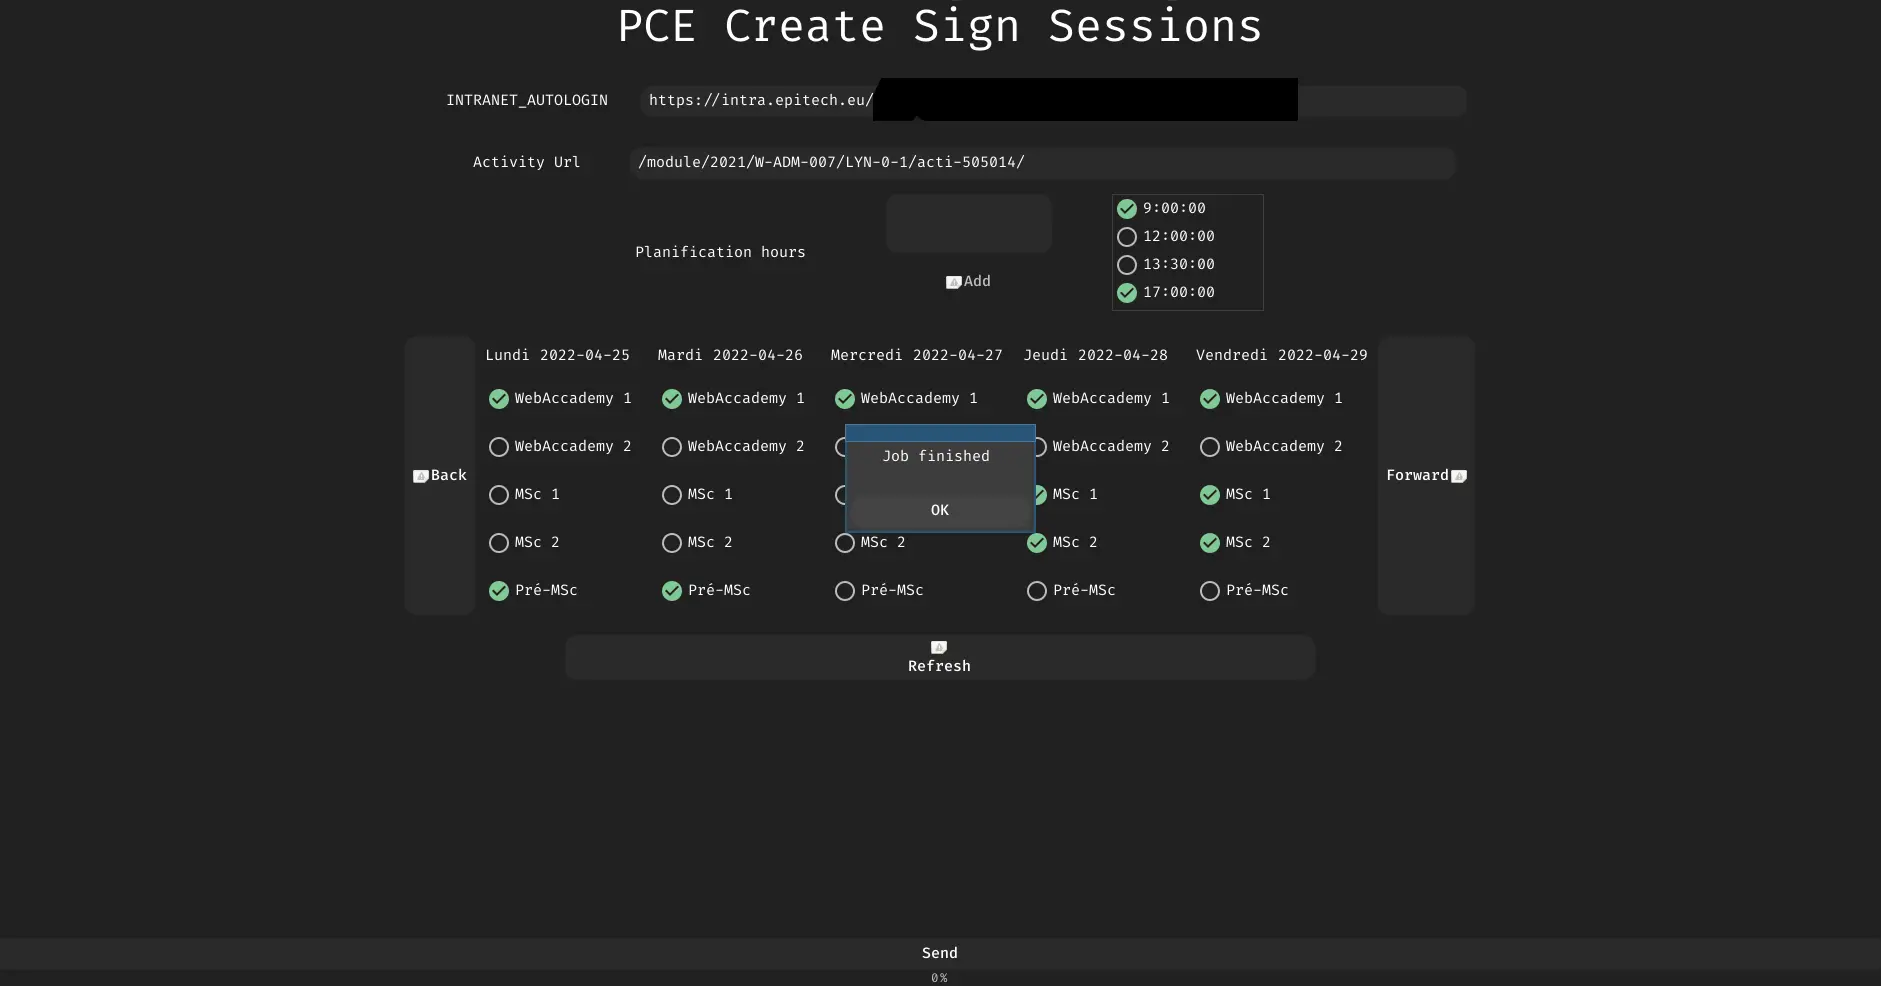 PCE Create Sign Sessions
INTRANET_AUTOLOGIN https://intra.epitech.eu/
Activity Url /module/2021/W-ADM-007/LYN-0-1/acti-505014/
Planification hours
Add
9:00:00
12:00:00
13:30:00
17:00:00
Back
Lundi 2022-04-25 Mardi 2022-04-26 Mercredi 2022-04-27 Jeudi 2022-04-28 Vendredi 2022-04-29
WebAccademy 1 WebAccademy 1 WebAccademy 1 WebAccademy 1 WebAccademy 1
WebAccademy 2 WebAccademy 2 WebAccademy 2 WebAccademy 2
MSc 1 MSc 1 MSc 1 MSc 1
MSc 2 MSc 2 MSc 2 MSc 2 MSc 2
Pré-MSc Pré-MSc Pré-MSc Pré-MSc Pré-MSc
Forward
Job finished
OK
Refresh
Send
0%